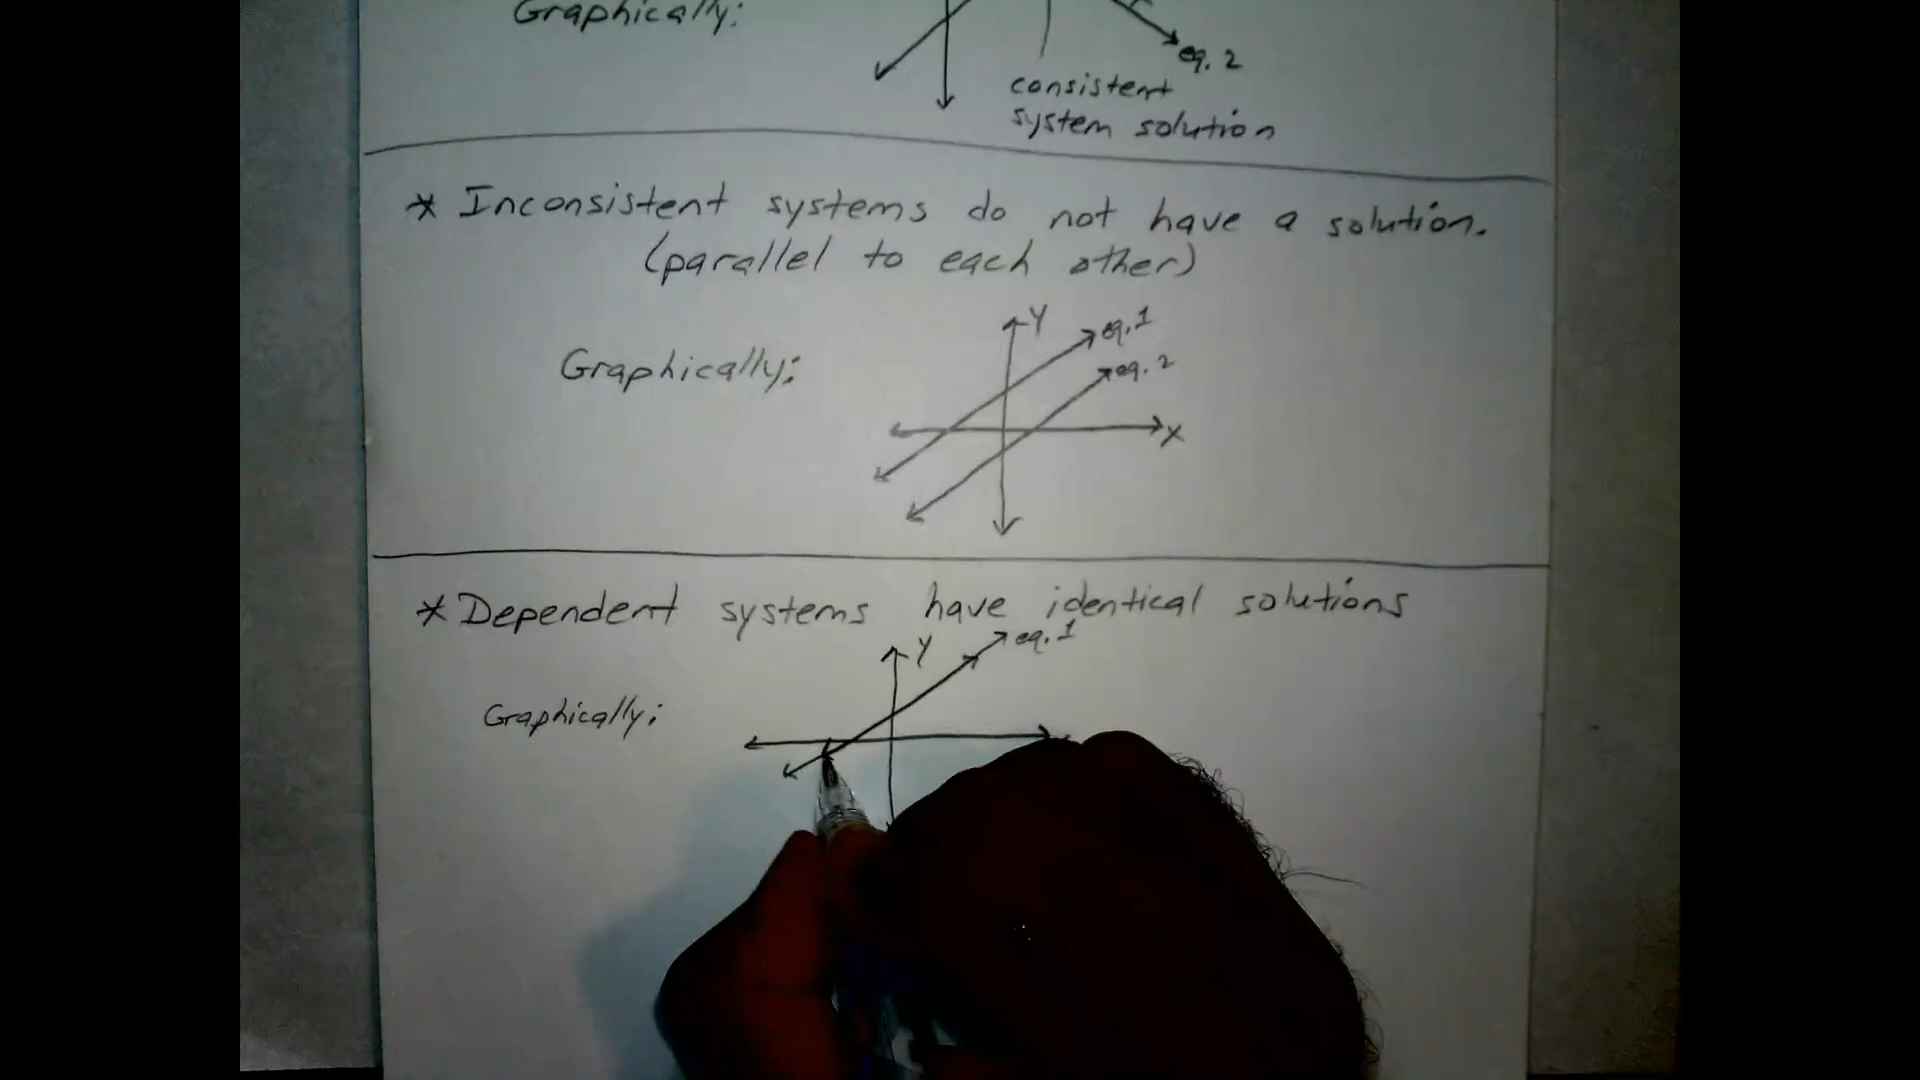 Graphically:
eq. 2
consistent
system solution
* Inconsistent systems do not have a solution.
(parallel to each other)
Y
eq. 1
eq. 2
Graphically:
X
* Dependent systems have identical solutions
Y
eq. 1
Graphically: